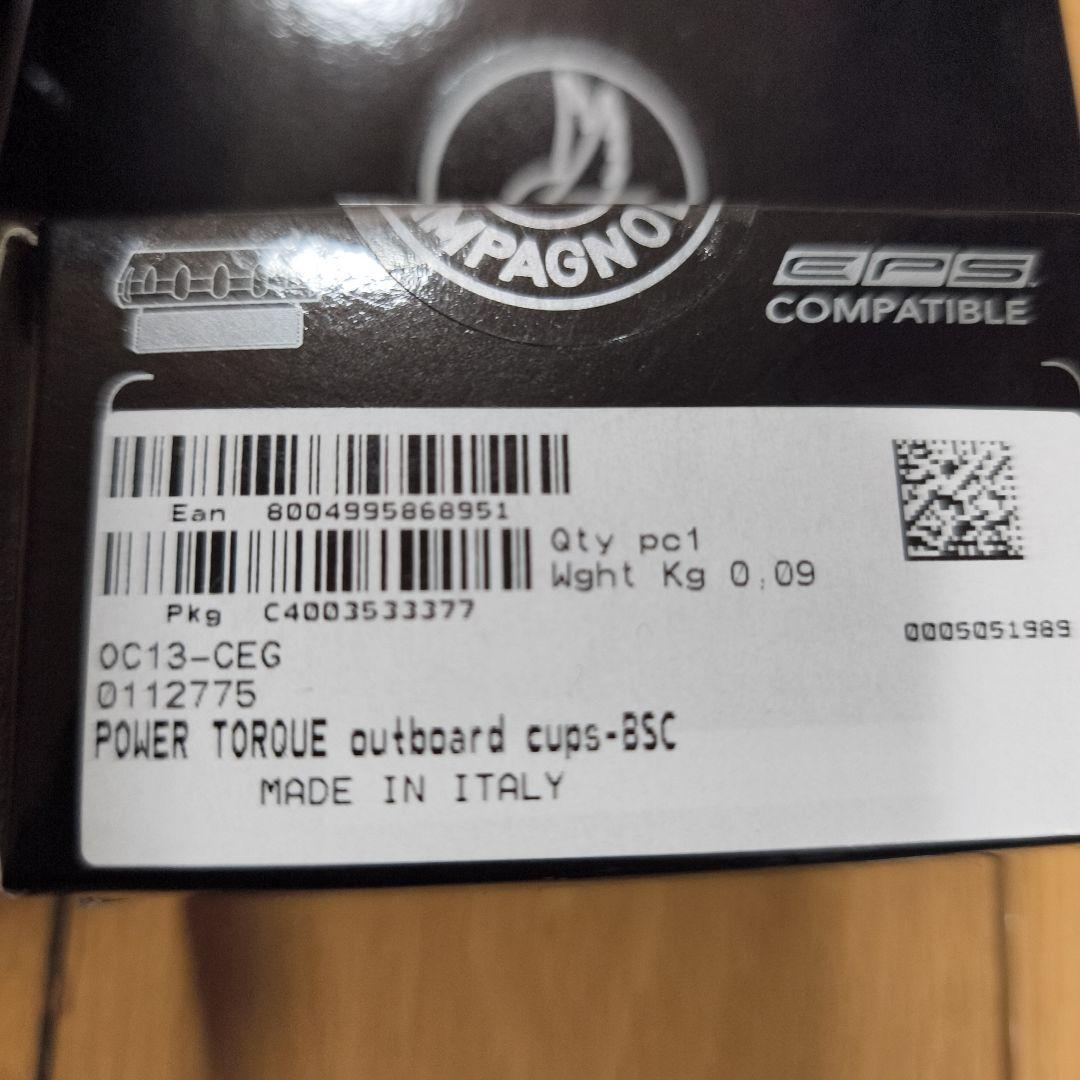 MPAGNO
EPS
COMPATIBLE
Ean 8004995868951
Qty pc1
Wght Kg 0.09
Pkg C4003533377
0005051989
OC13-CEG
0112775
POWER TORQUE outboard cups-BSC
MADE IN ITALY